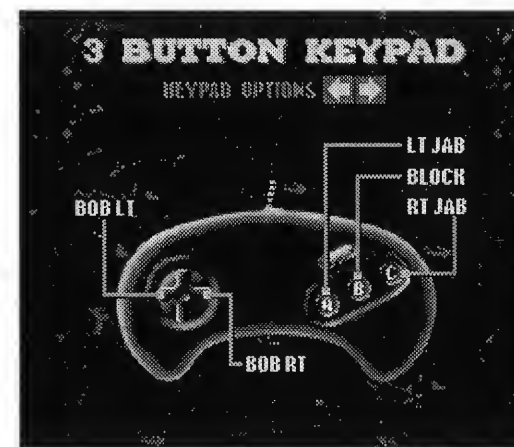 3 BUTTON KEYPAD
KEYPAD OPTIONS
LT JAB
BLOCK
RT JAB
BOB LT
A B C
BOB RT